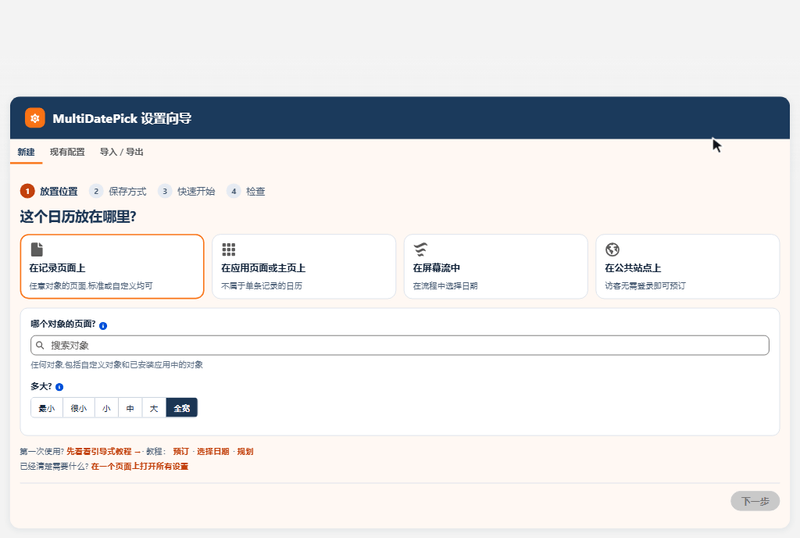 MultiDatePick 设置向导
新建 现有配置 导入 / 导出
1 放置位置 2 保存方式 3 快速开始 4 检查
这个日历放在哪里?
在记录页面上
任意对象的页面,标准或自定义均可
在应用页面或主页上
不属于单条记录的日历
在屏幕流中
在流程中选择日期
在公共站点上
访客无需登录即可预订
哪个对象的页面?
搜索对象
任何对象,包括自定义对象和已安装应用中的对象
多大?
最小 很小 小 中 大 全宽
第一次使用? 先看看引导式教程 → · 教程: 预订 · 选择日期 · 规划
已经清楚需要什么? 在一个页面上打开所有设置
下一步